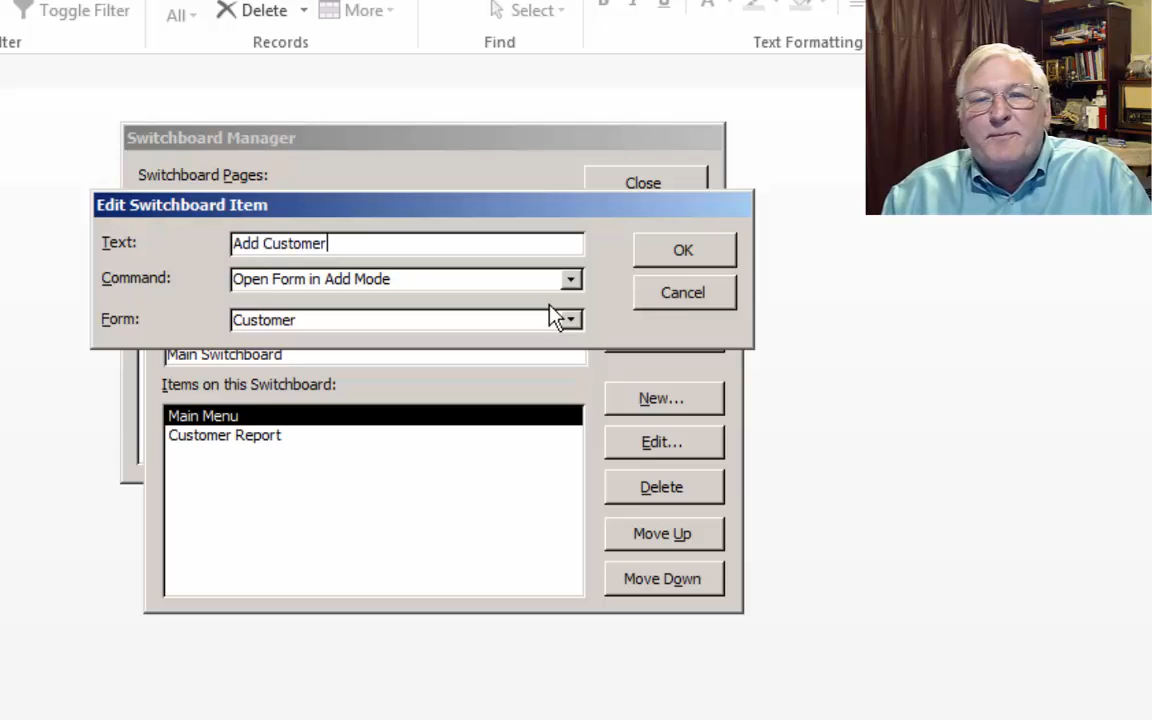 Toggle Filter
All
Delete
More
Select
B I U A
lter
Records
Find
Text Formatting
Switchboard Manager
Switchboard Pages:
Close
Edit Switchboard Item
Text:
Add Customer
OK
Command:
Open Form in Add Mode
Cancel
Form:
Customer
Main Switchboard
Items on this Switchboard:
Main Menu
Customer Report
New...
Edit...
Delete
Move Up
Move Down